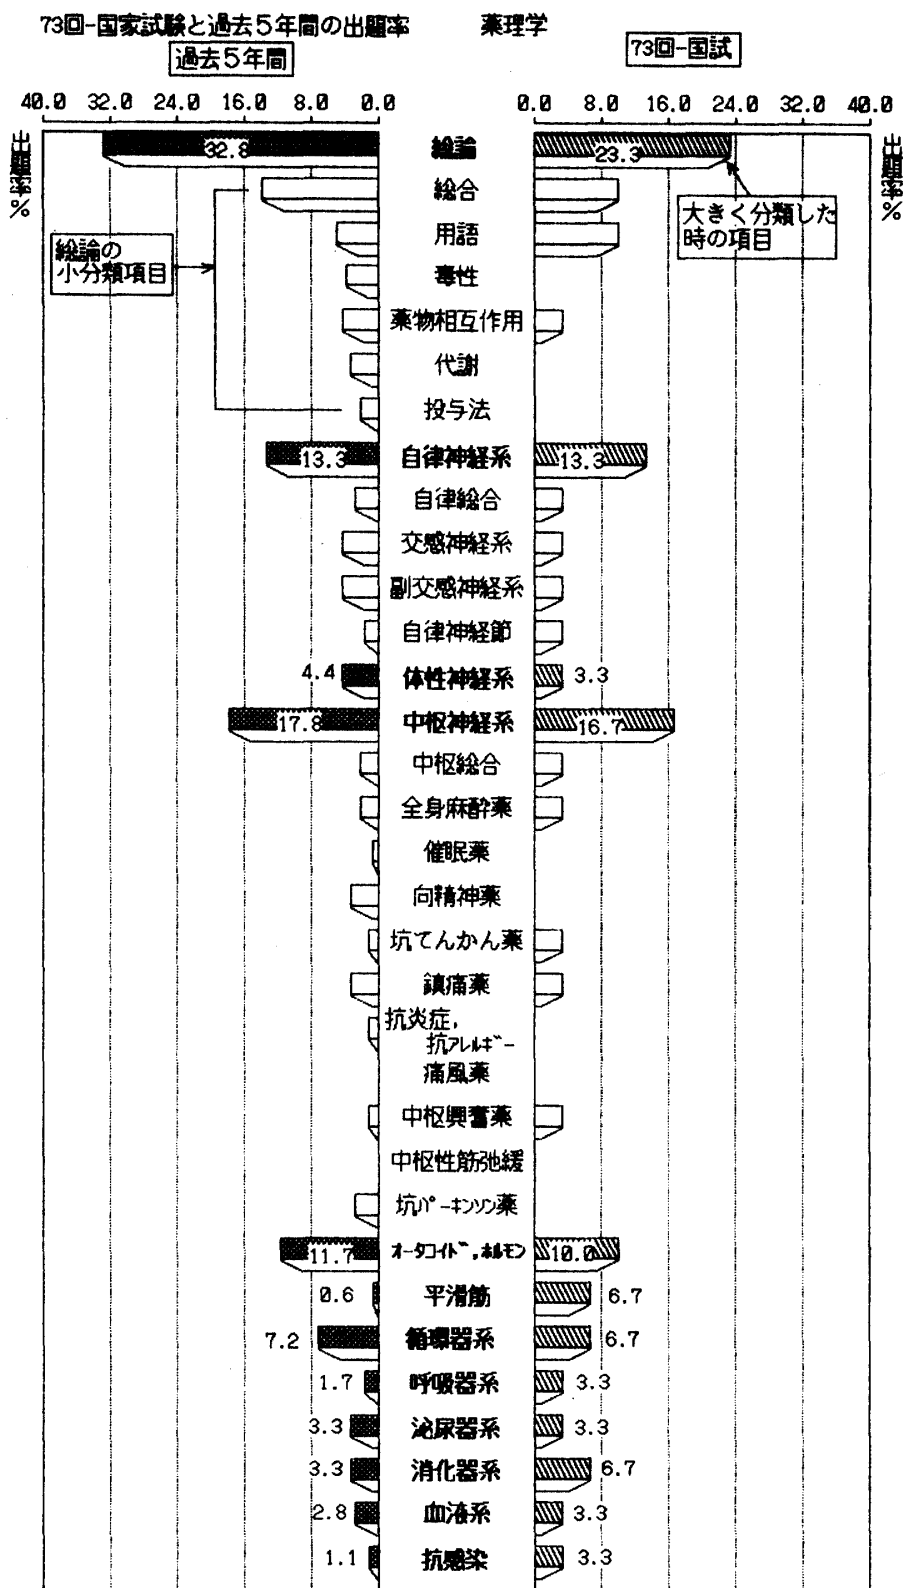 73回-国家試験と過去5年間の出題率 薬理学
過去5年間
73回-国試
40.0 32.0 24.0 16.0 8.0 0.0 0.0 8.0 16.0 24.0 32.0 40.0
出題率%
出題率%
32.8 総論 23.3
総合
大きく分類した
時の項目
用語
総論の
小分類項目
毒性
薬物相互作用
代謝
投与法
13.3 自律神経系 13.3
自律総合
交感神経系
副交感神経系
自律神経節
4.4 体性神経系 3.3
17.8 中枢神経系 16.7
中枢総合
全身麻酔薬
催眠薬
向精神薬
坑てんかん薬
鎮痛薬
抗炎症,
抗アレルギー
痛風薬
中枢興奮薬
中枢性筋弛緩
坑パーキンソン薬
11.7 オータコイド,ホルモン 10.0
0.6 平滑筋 6.7
7.2 循環器系 6.7
1.7 呼吸器系 3.3
3.3 泌尿器系 3.3
3.3 消化器系 6.7
2.8 血液系 3.3
1.1 抗感染 3.3